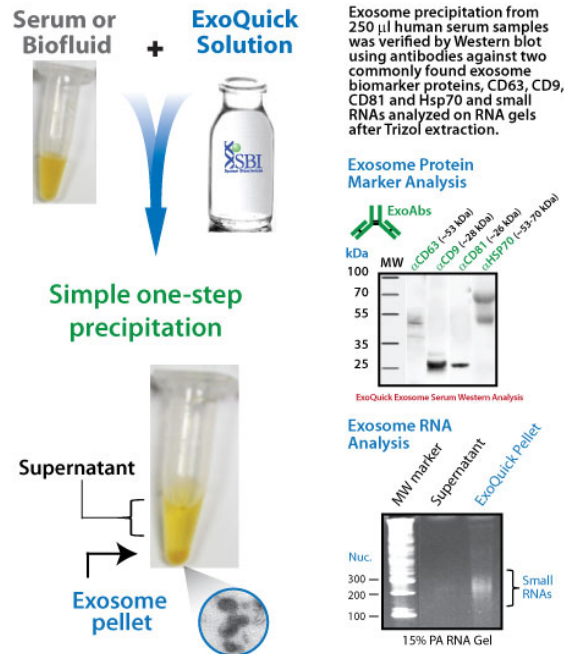 Serum or
Biofluid
+
ExoQuick
Solution
SBI
System Biosciences
Simple one-step
precipitation
Supernatant
Exosome
pellet
Exosome precipitation from
250 µl human serum samples
was verified by Western blot
using antibodies against two
commonly found exosome
biomarker proteins, CD63, CD9,
CD81 and Hsp70 and small
RNAs analyzed on RNA gels
after Trizol extraction.
Exosome Protein
Marker Analysis
ExoAbs
kDa
MW
αCD63 (~53 kDa)
αCD9 (~28 kDa)
αCD81 (~26 kDa)
αHSP70 (~53-70 kDa)
100
70
55
35
25
ExoQuick Exosome Serum Western Analysis
Exosome RNA
Analysis
MW marker
Supernatant
ExoQuick Pellet
Nuc.
300
200
100
Small
RNAs
15% PA RNA Gel